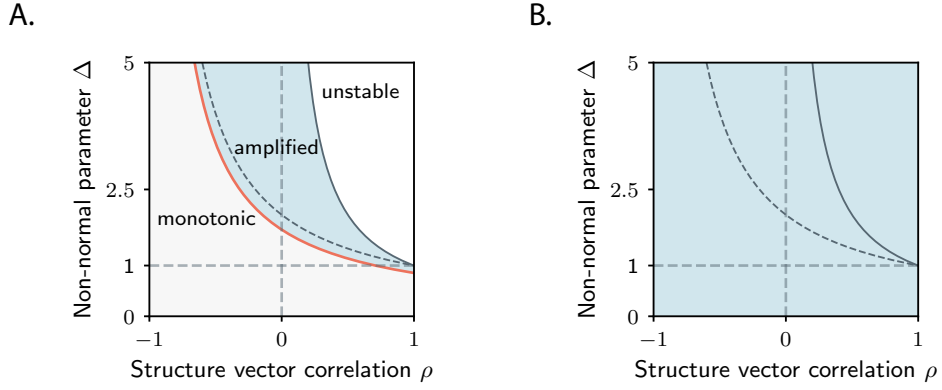 A.
Non-normal parameter Δ
5
2.5
1
0
unstable
amplified
monotonic
−1
0
1
Structure vector correlation ρ
B.
Non-normal parameter Δ
5
2.5
1
0
−1
0
1
Structure vector correlation ρ